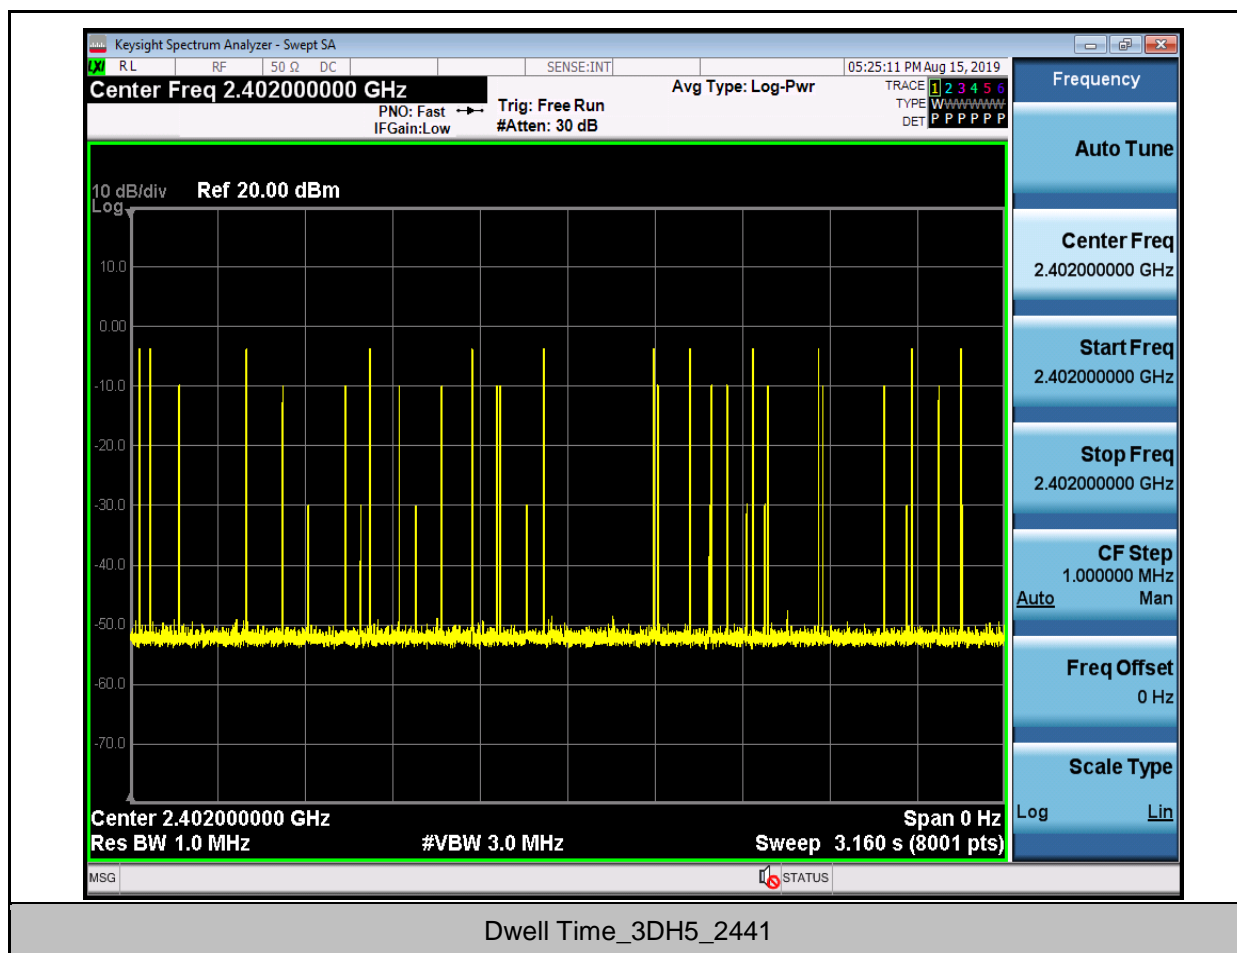 Keysight Spectrum Analyzer - Swept SA
LXI RL RF 50 Ω DC SENSE:INT 05:25:11 PM Aug 15, 2019
Center Freq 2.402000000 GHz
PNO: Fast
IFGain:Low
Trig: Free Run
#Atten: 30 dB
Avg Type: Log-Pwr
TRACE 1 2 3 4 5 6
TYPE WWWWWW
DET P P P P P P
10 dB/div Ref 20.00 dBm
Log
10.0
0.00
-10.0
-20.0
-30.0
-40.0
-50.0
-60.0
-70.0
Center 2.402000000 GHz Span 0 Hz
Res BW 1.0 MHz #VBW 3.0 MHz Sweep 3.160 s (8001 pts)
MSG STATUS
Frequency
Auto Tune
Center Freq
2.402000000 GHz
Start Freq
2.402000000 GHz
Stop Freq
2.402000000 GHz
CF Step
1.000000 MHz
Auto Man
Freq Offset
0 Hz
Scale Type
Log Lin
Dwell Time_3DH5_2441